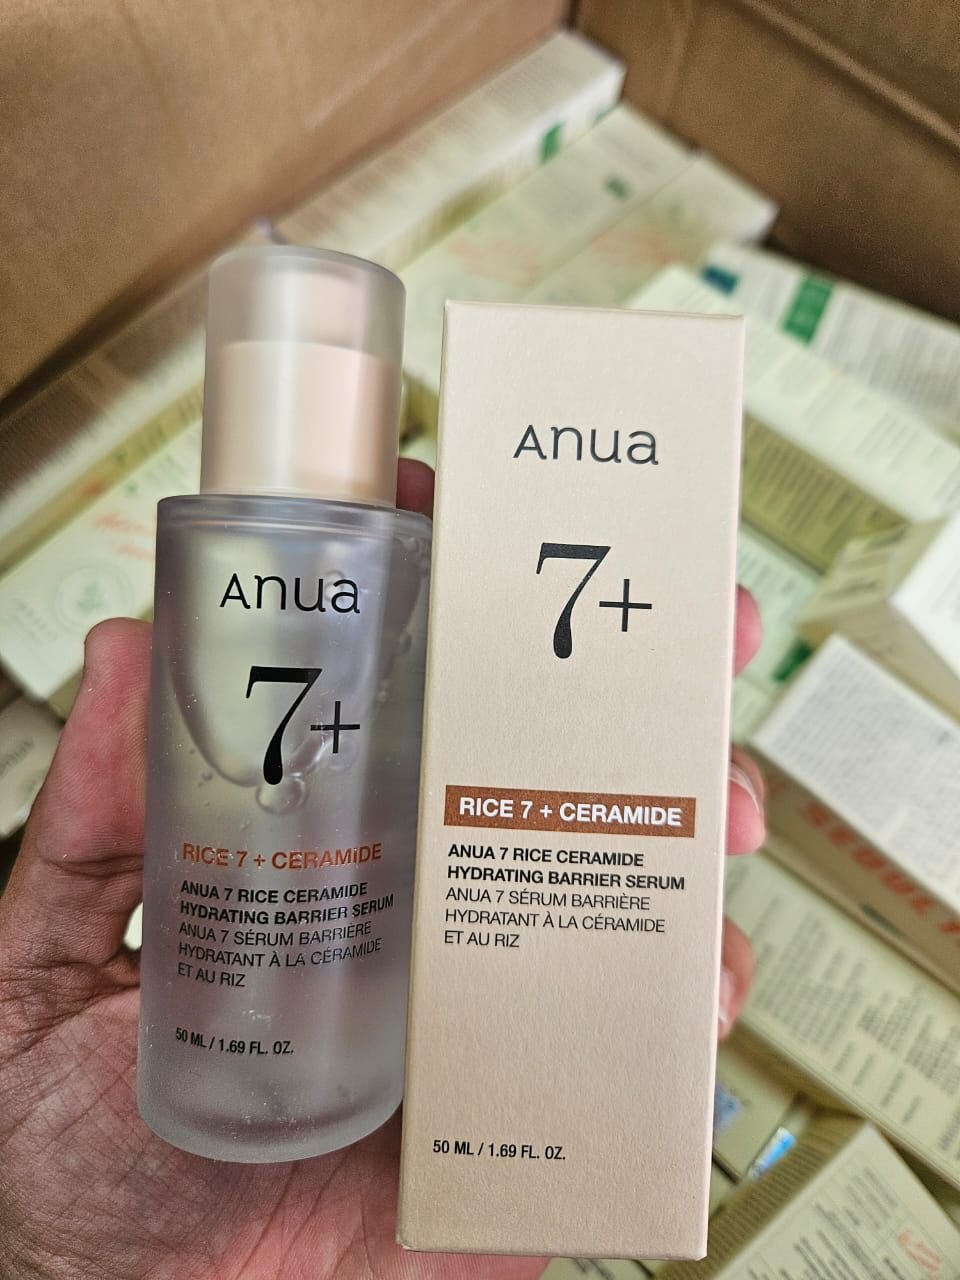 Anua
7+
RICE 7 + CERAMIDE
ANUA 7 RICE CERAMIDE
HYDRATING BARRIER SERUM
ANUA 7 SÉRUM BARRIÈRE
HYDRATANT À LA CÉRAMIDE
ET AU RIZ
50 ML / 1.69 FL. OZ.
Anua
7+
RICE 7 + CERAMIDE
ANUA 7 RICE CERAMIDE
HYDRATING BARRIER SERUM
ANUA 7 SÉRUM BARRIÈRE
HYDRATANT À LA CÉRAMIDE
ET AU RIZ
50 ML / 1.69 FL. OZ.